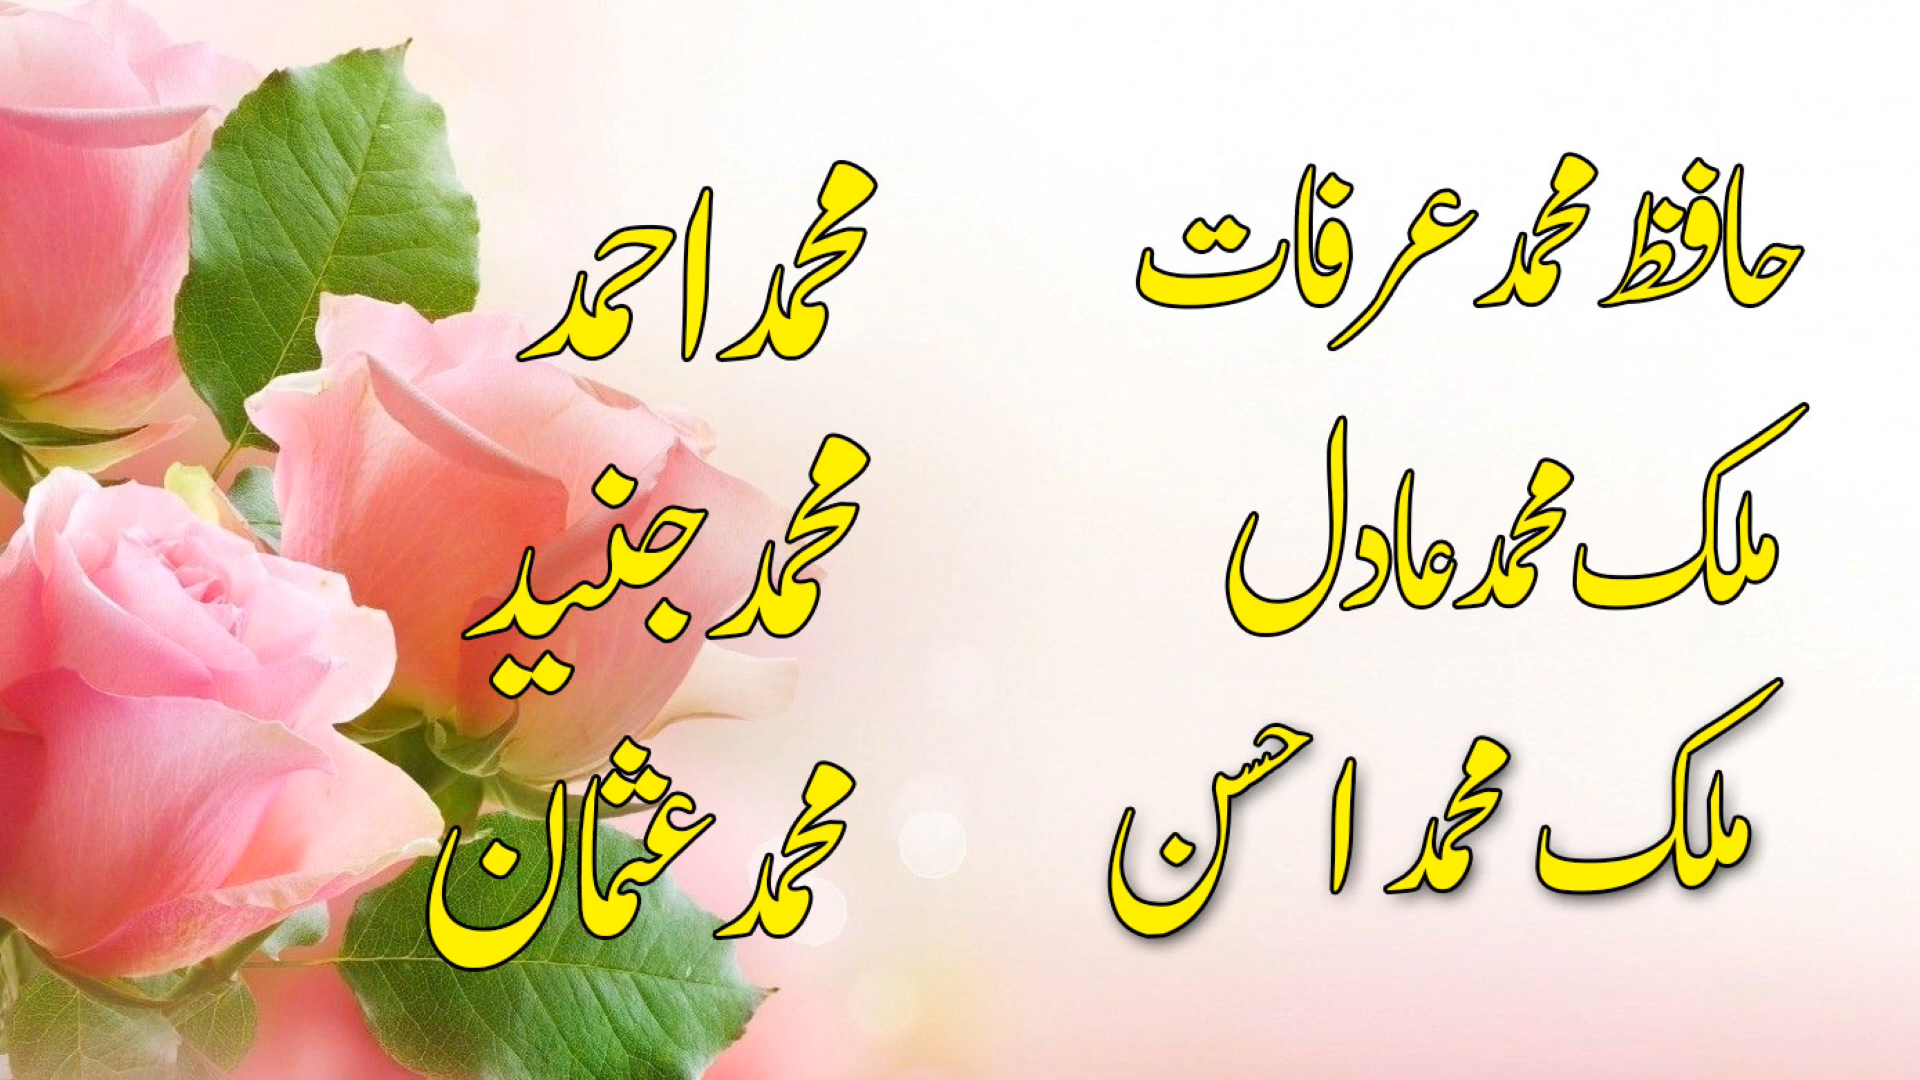 حافظ محمد عرفات
ملک محمد عادل
ملک محمد احسن
محمد احمد
محمد جنید
محمد عثمان